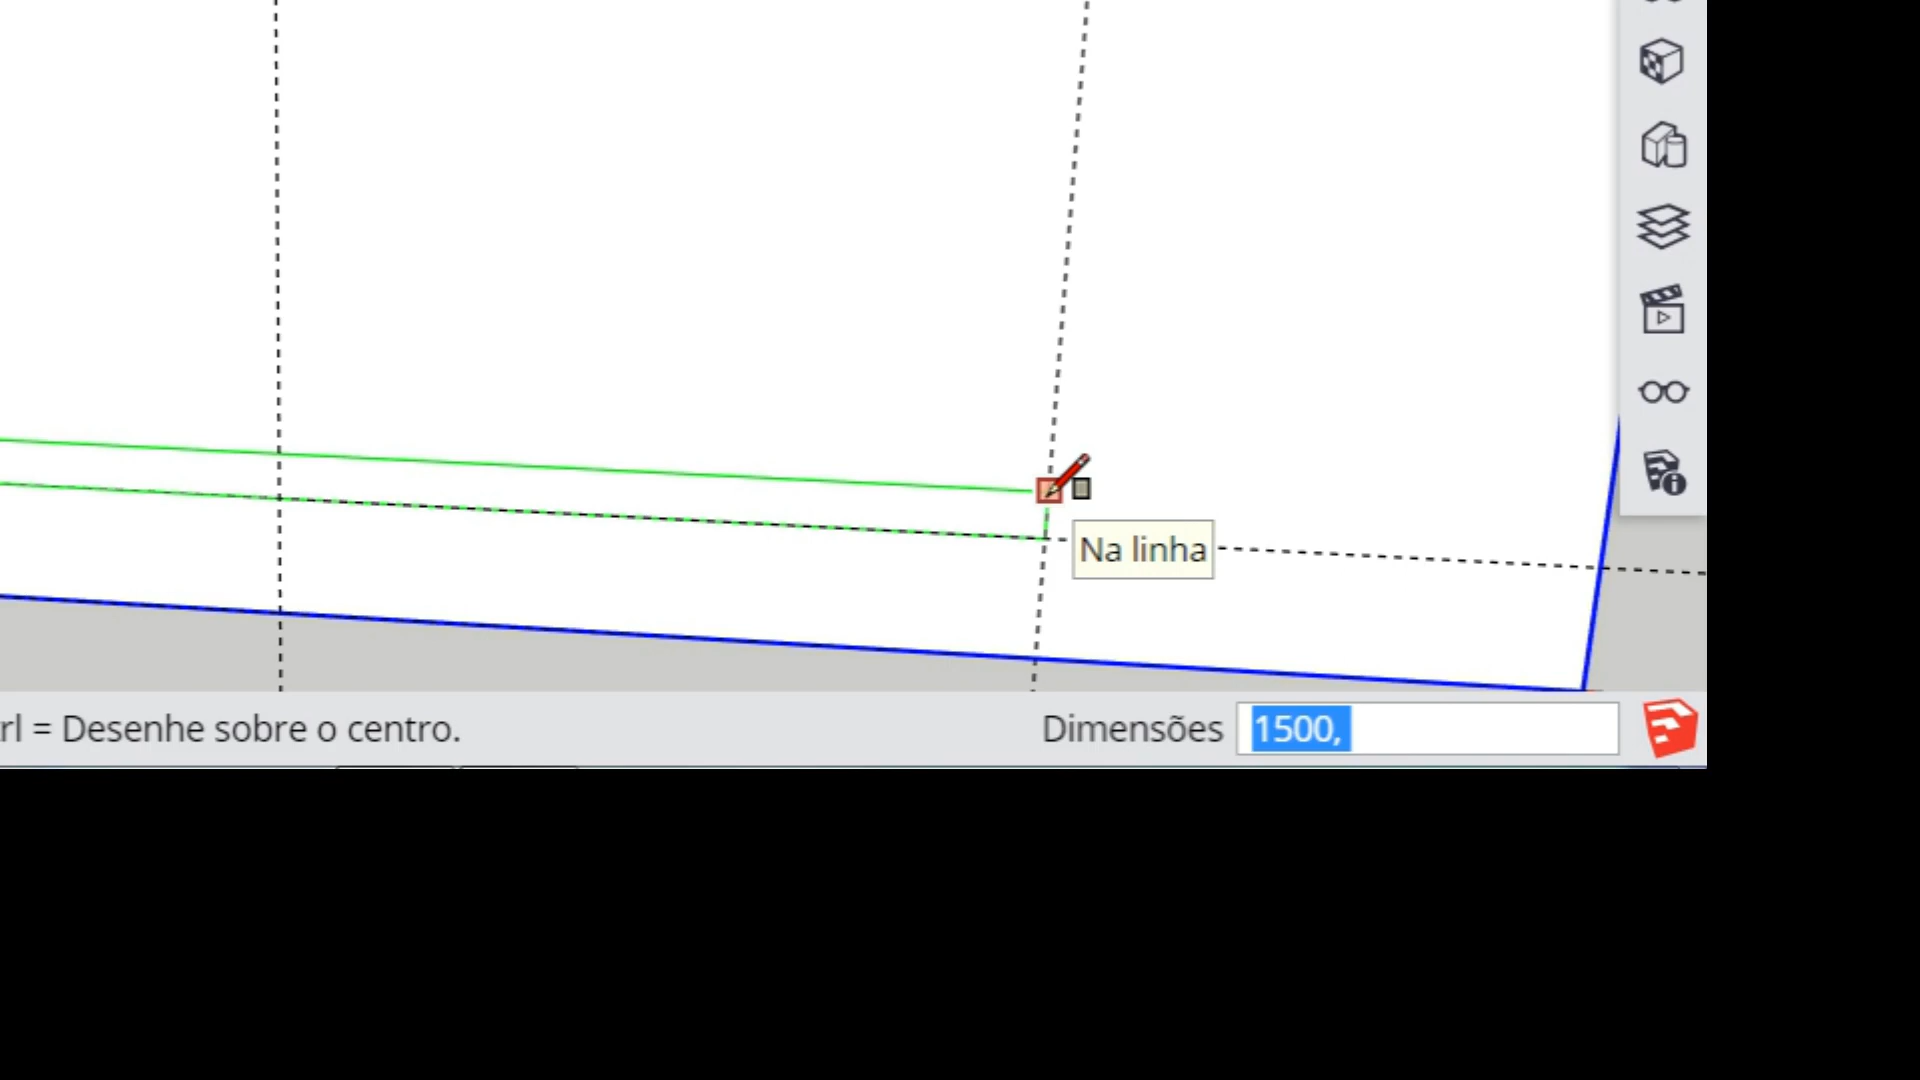 Na linha
rl = Desenhe sobre o centro.
Dimensões 1500,